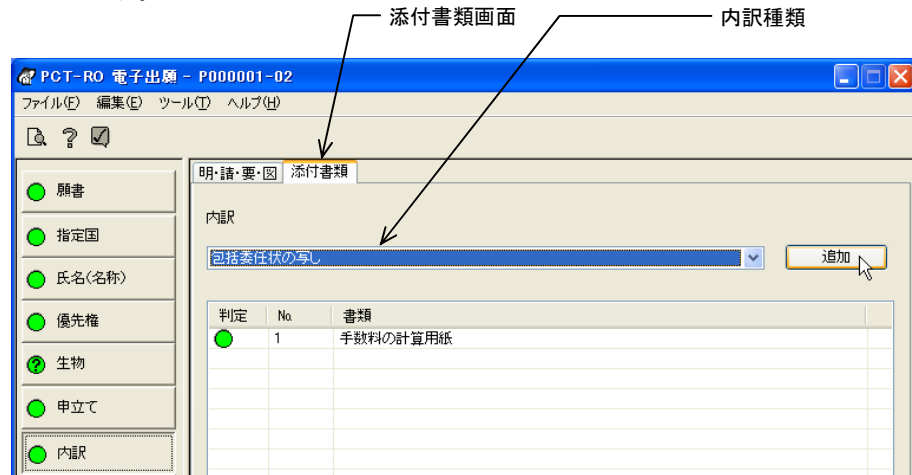 添付書類画面
内訳種類
PCT-RO 電子出願 - P000001-02
ファイル(F) 編集(E) ツール(T) ヘルプ(H)
明・請・要・図 添付書類
願書
指定国
氏名(名称)
優先権
生物
申立て
内訳
内訳
包括委任状の写し
追加
判定 No. 書類
1 手数料の計算用紙